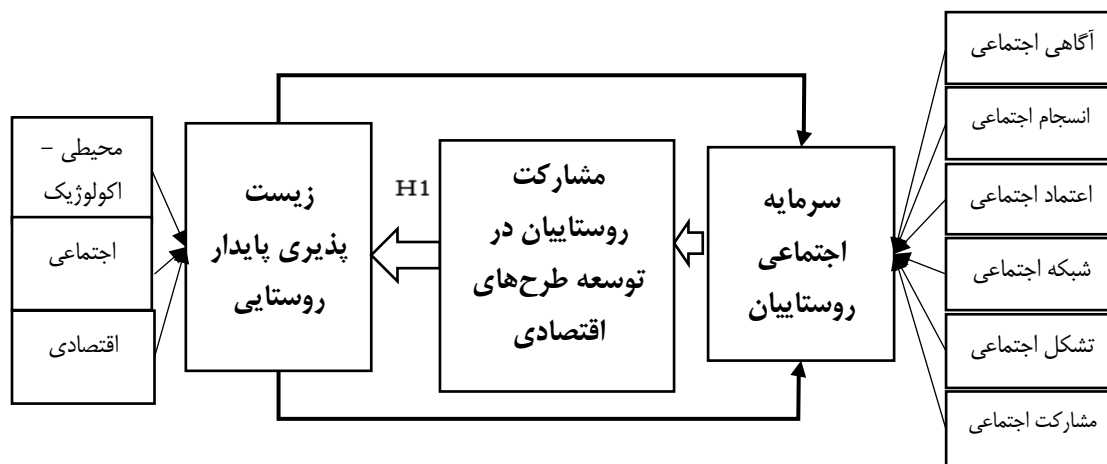 آگاهی اجتماعی
انسجام اجتماعی
اعتماد اجتماعی
شبکه اجتماعی
تشکل اجتماعی
مشارکت اجتماعی
سرمایه
اجتماعی
روستاییان
مشارکت
روستاییان در
توسعه طرح‌های
اقتصادی
H1
زیست
پذیری پایدار
روستایی
محیطی –
اکولوژیک
اجتماعی
اقتصادی